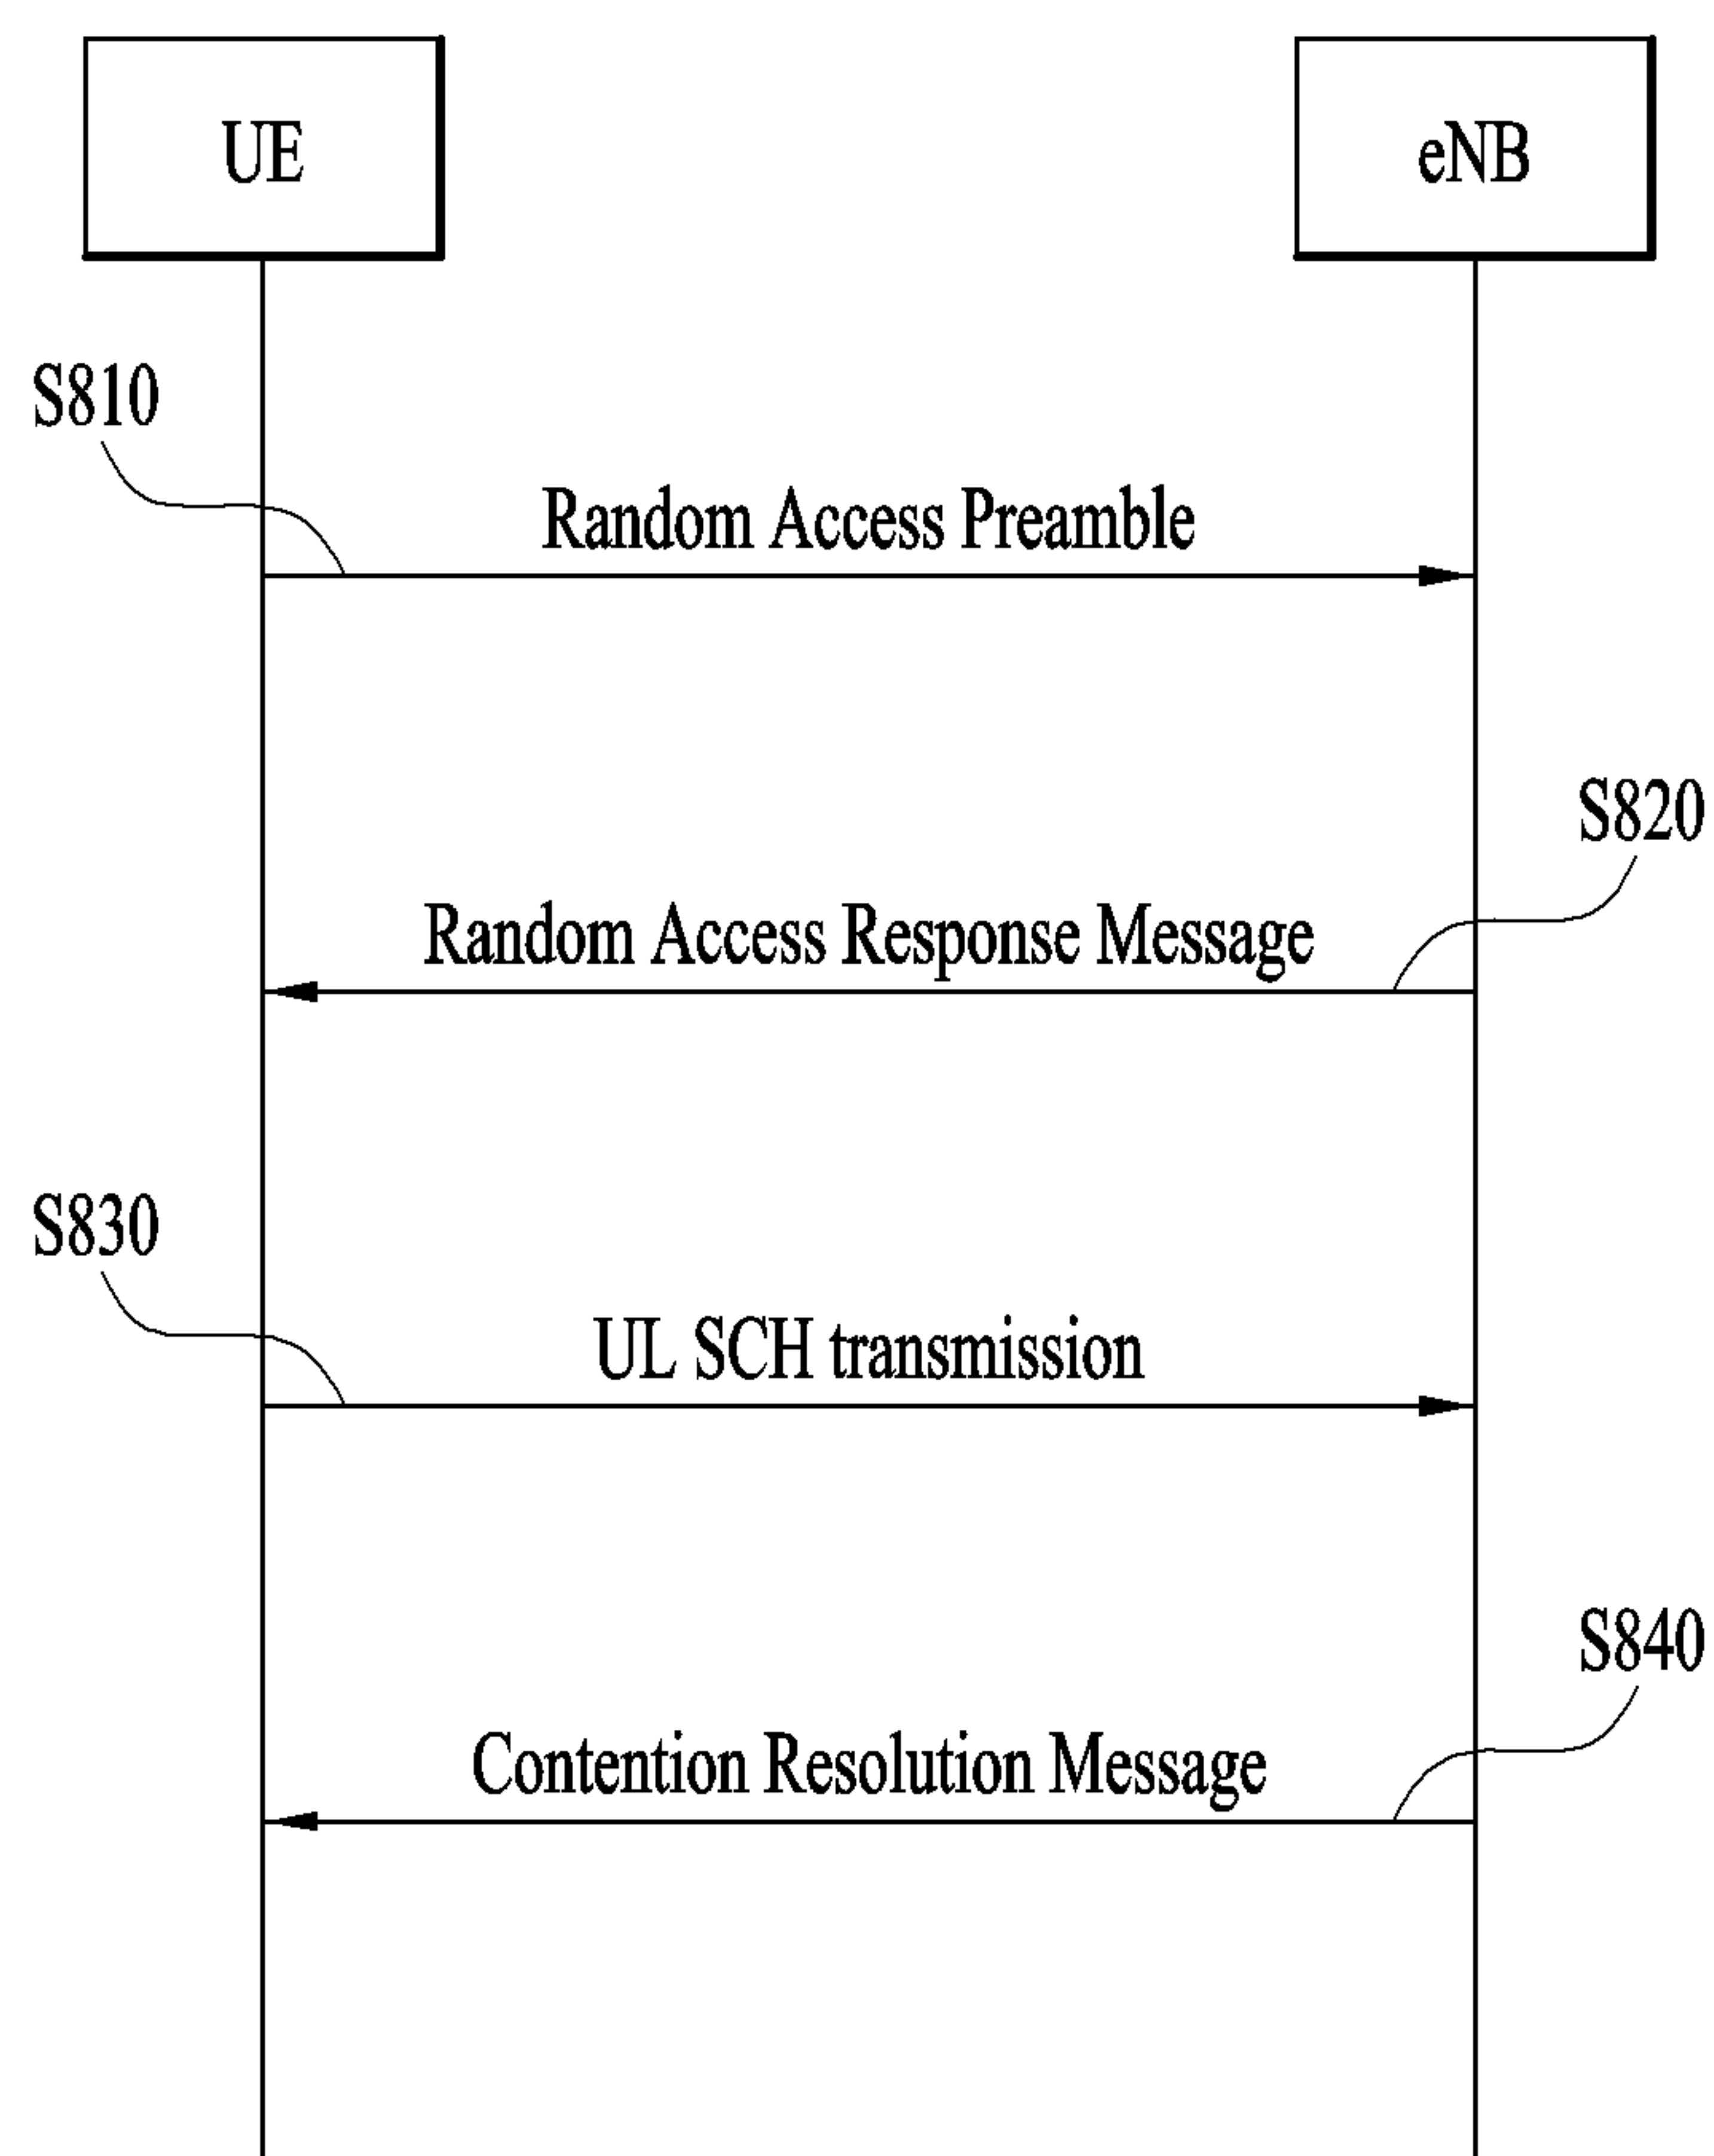 UE
eNB
S810
Random Access Preamble
S820
Random Access Response Message
S830
UL SCH transmission
S840
Contention Resolution Message